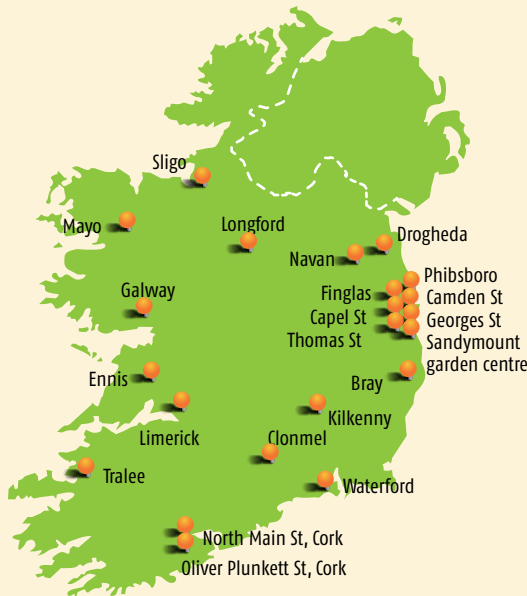 Sligo
Mayo
Longford
Drogheda
Navan
Phibsboro
Galway
Finglas
Camden St
Capel St
Georges St
Thomas St
Sandymount
garden centre
Ennis
Bray
Kilkenny
Limerick
Clonmel
Tralee
Waterford
North Main St, Cork
Oliver Plunkett St, Cork